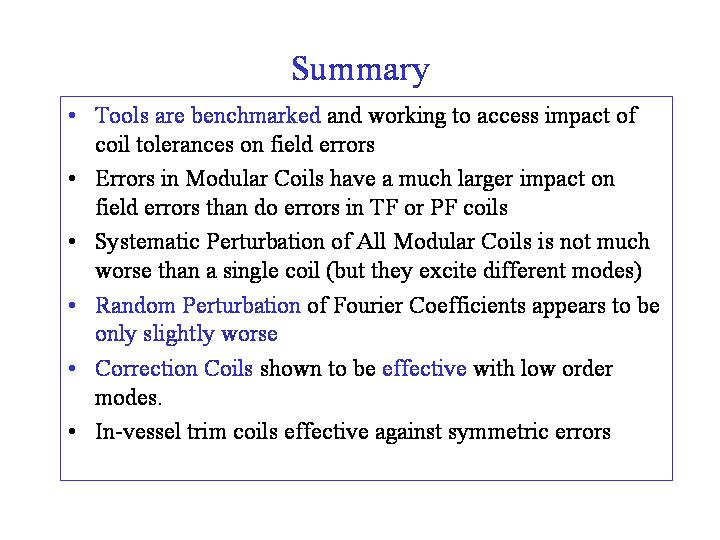 Summary
• Tools are benchmarked and working to access impact of
coil tolerances on field errors
• Errors in Modular Coils have a much larger impact on
field errors than do errors in TF or PF coils
• Systematic Perturbation of All Modular Coils is not much
worse than a single coil (but they excite different modes)
• Random Perturbation of Fourier Coefficients appears to be
only slightly worse
• Correction Coils shown to be effective with low order
modes.
• In-vessel trim coils effective against symmetric errors